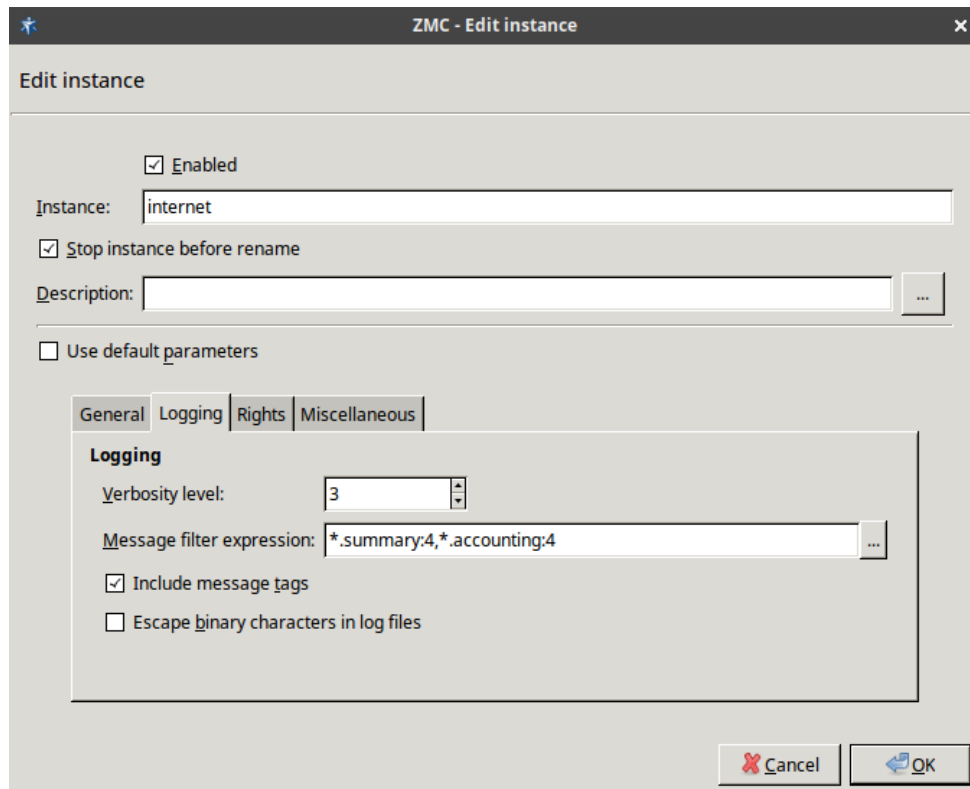 ZMC - Edit instance
Edit instance
Enabled
Instance: internet
Stop instance before rename
Description: ...
Use default parameters
General Logging Rights Miscellaneous
Logging
Verbosity level: 3
Message filter expression: *.summary:4,*.accounting:4 ...
Include message tags
Escape binary characters in log files
Cancel OK